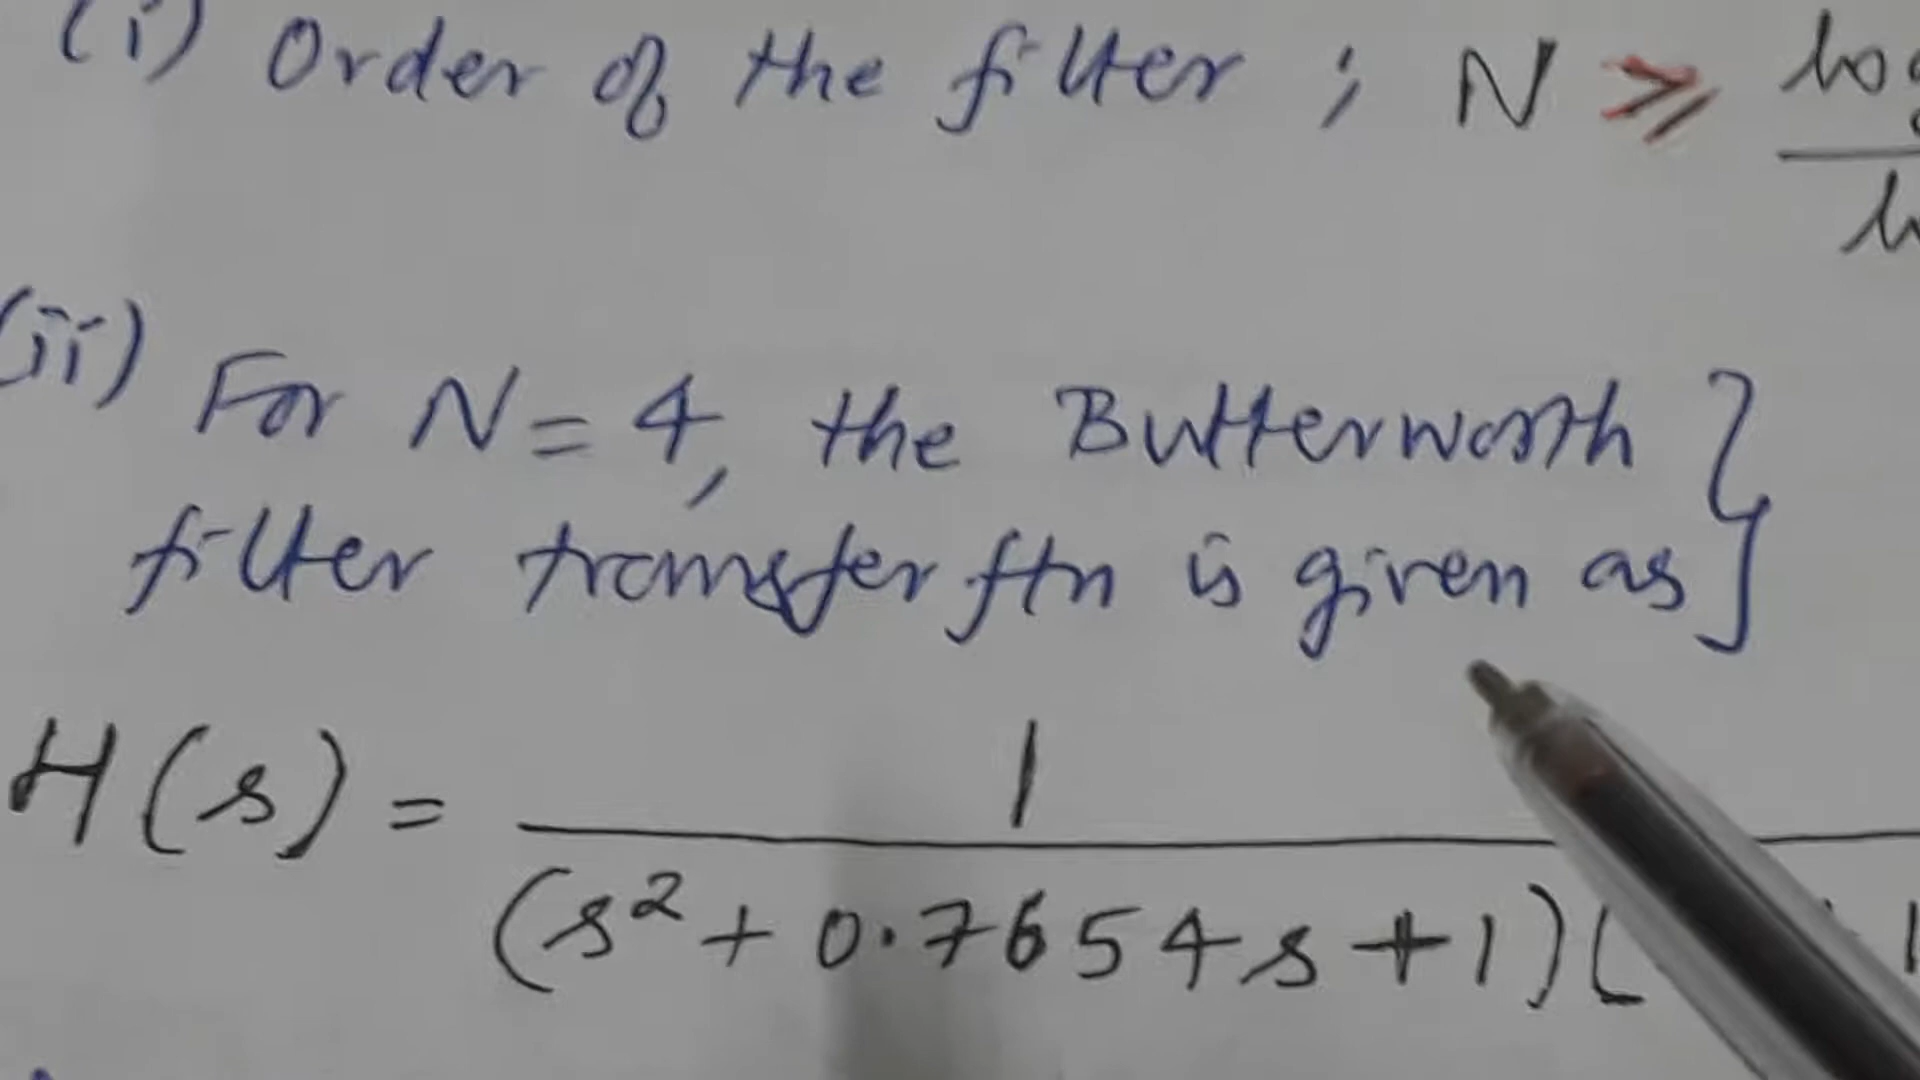 (i) Order of the filter ; N ≥ log
(ii) For N = 4, the Butterworth
filter transfer ftn is given as
H(s) = 1
(s² + 0.7654s + 1)(